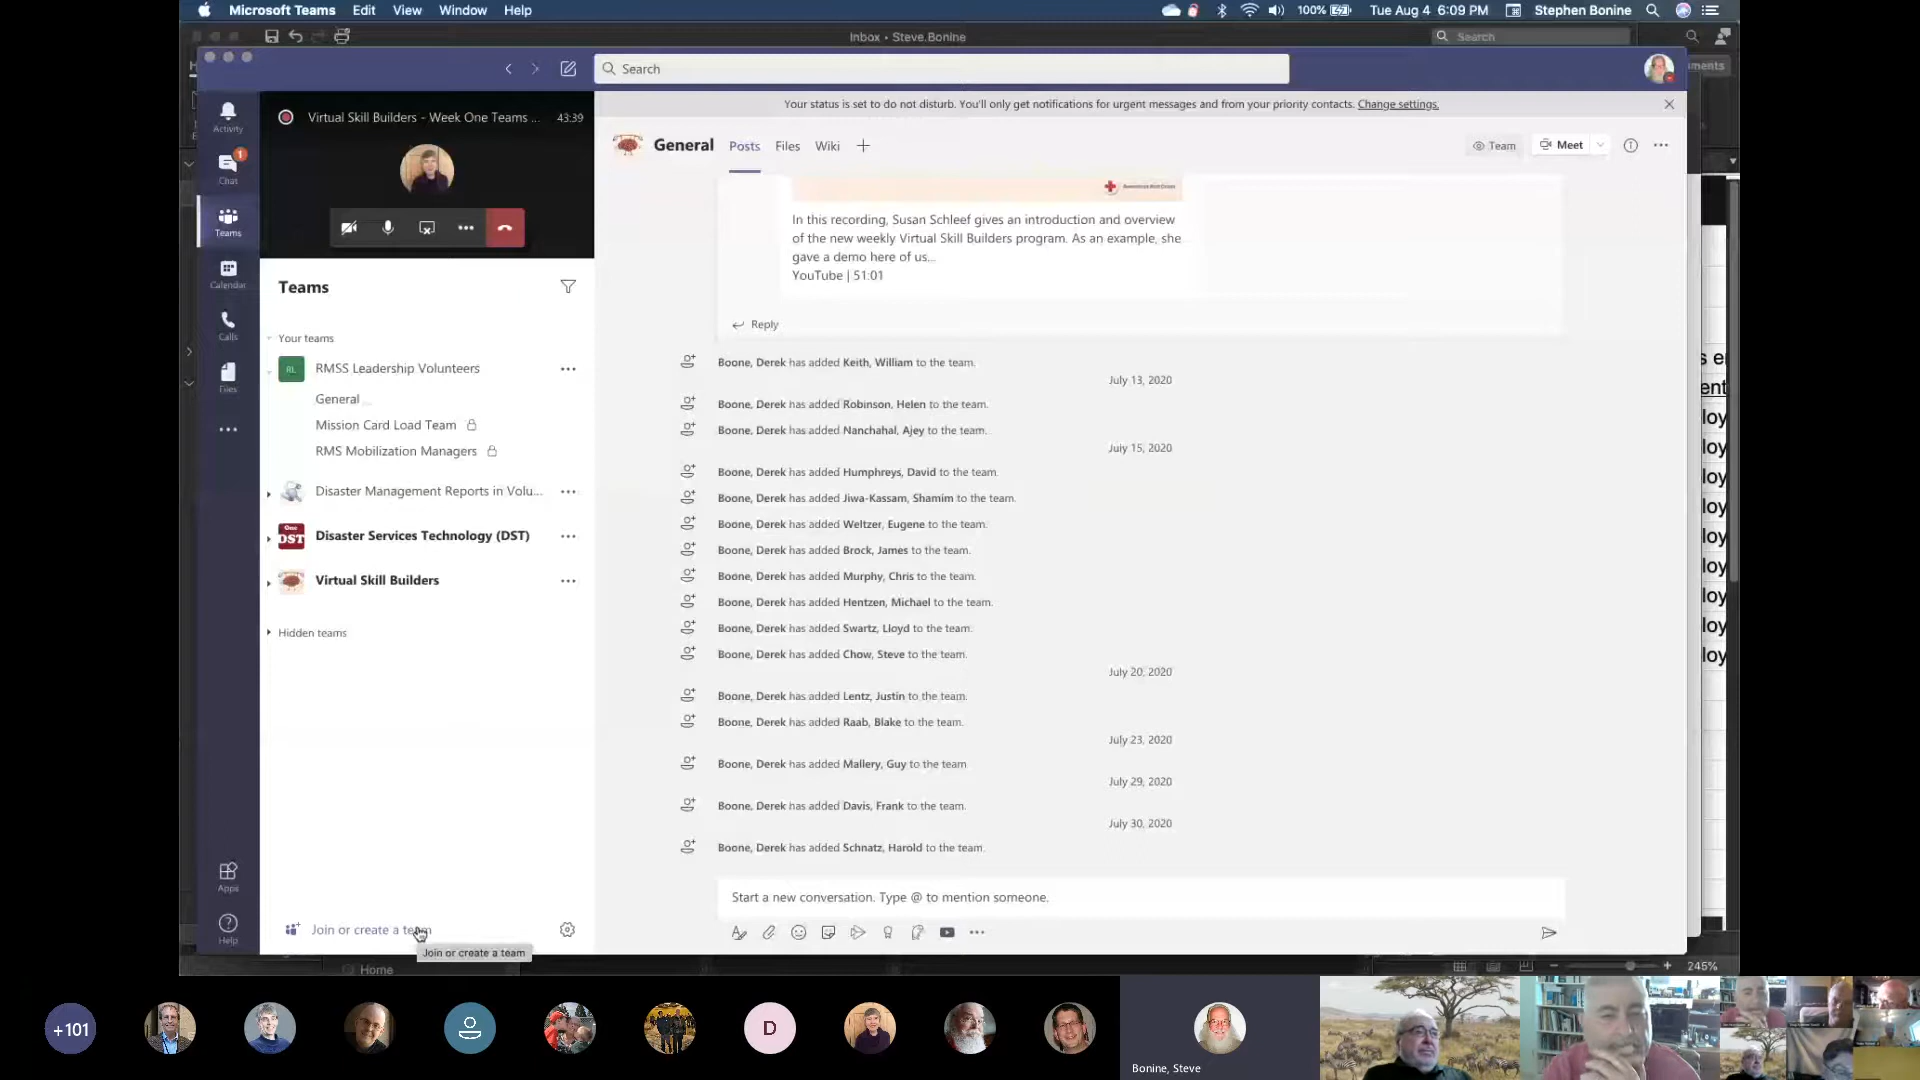 Microsoft Teams Edit View Window Help
100% Tue Aug 4 6:09 PM Stephen Bonine
Inbox • Steve.Bonine
Search
Search
ments
Your status is set to do not disturb. You'll only get notifications for urgent messages and from your priority contacts. Change settings.
Activity
Chat
1
Teams
Calendar
Calls
Files
Apps
Help
Virtual Skill Builders - Week One Teams ... 43:39
Teams
Your teams
RL RMSS Leadership Volunteers
General
Mission Card Load Team
RMS Mobilization Managers
Disaster Management Reports in Volu...
One DST Disaster Services Technology (DST)
Virtual Skill Builders
Hidden teams
Join or create a team
Join or create a team
Home
General Posts Files Wiki
Team Meet
In this recording, Susan Schleef gives an introduction and overview
of the new weekly Virtual Skill Builders program. As an example, she
gave a demo here of us...
YouTube | 51:01
Reply
Boone, Derek has added Keith, William to the team.
July 13, 2020
Boone, Derek has added Robinson, Helen to the team.
Boone, Derek has added Nanchahal, Ajey to the team.
July 15, 2020
Boone, Derek has added Humphreys, David to the team.
Boone, Derek has added Jiwa-Kassam, Shamim to the team.
Boone, Derek has added Weltzer, Eugene to the team.
Boone, Derek has added Brock, James to the team.
Boone, Derek has added Murphy, Chris to the team.
Boone, Derek has added Hentzen, Michael to the team.
Boone, Derek has added Swartz, Lloyd to the team.
Boone, Derek has added Chow, Steve to the team.
July 20, 2020
Boone, Derek has added Lentz, Justin to the team.
Boone, Derek has added Raab, Blake to the team.
July 23, 2020
Boone, Derek has added Mallery, Guy to the team.
July 29, 2020
Boone, Derek has added Davis, Frank to the team.
July 30, 2020
Boone, Derek has added Schnatz, Harold to the team.
Start a new conversation. Type @ to mention someone.
s e
ent
loy
loy
loy
loy
loy
loy
loy
loy
loy
245%
+101
D
Bonine, Steve